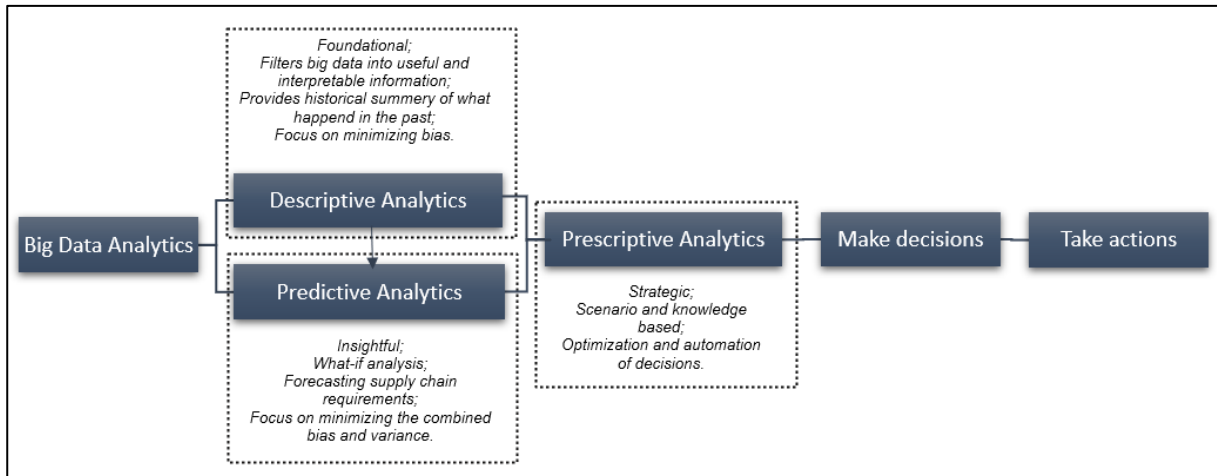 Foundational;
Filters big data into useful and
interpretable information;
Provides historical summery of what
happend in the past;
Focus on minimizing bias.
Descriptive Analytics
Big Data Analytics
Predictive Analytics
Insightful;
What-if analysis;
Forecasting supply chain
requirements;
Focus on minimizing the combined
bias and variance.
Prescriptive Analytics
Strategic;
Scenario and knowledge
based;
Optimization and automation
of decisions.
Make decisions
Take actions